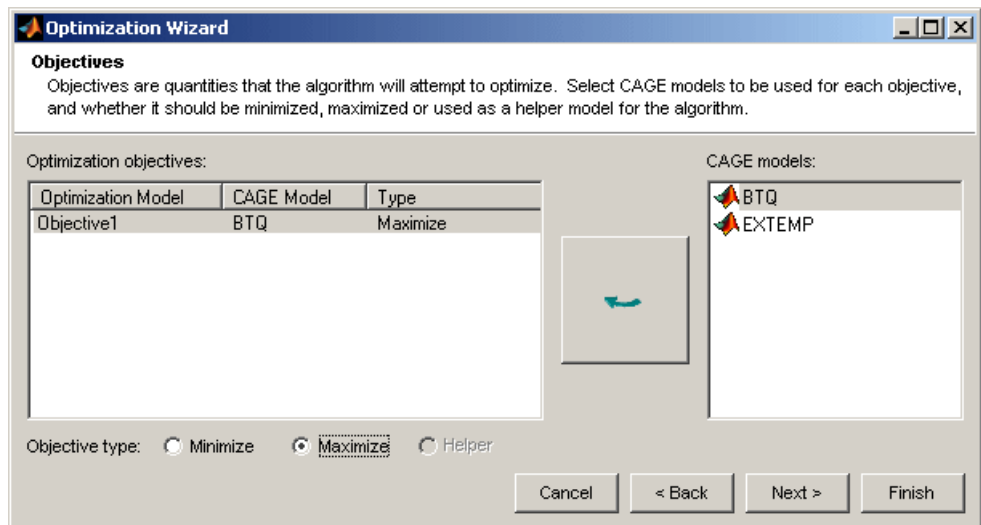 Optimization Wizard
Objectives
Objectives are quantities that the algorithm will attempt to optimize. Select CAGE models to be used for each objective,
and whether it should be minimized, maximized or used as a helper model for the algorithm.
Optimization objectives:
CAGE models:
Optimization Model CAGE Model Type
Objective1 BTQ Maximize
BTQ
EXTEMP
Objective type: Minimize Maximize Helper
Cancel < Back Next > Finish